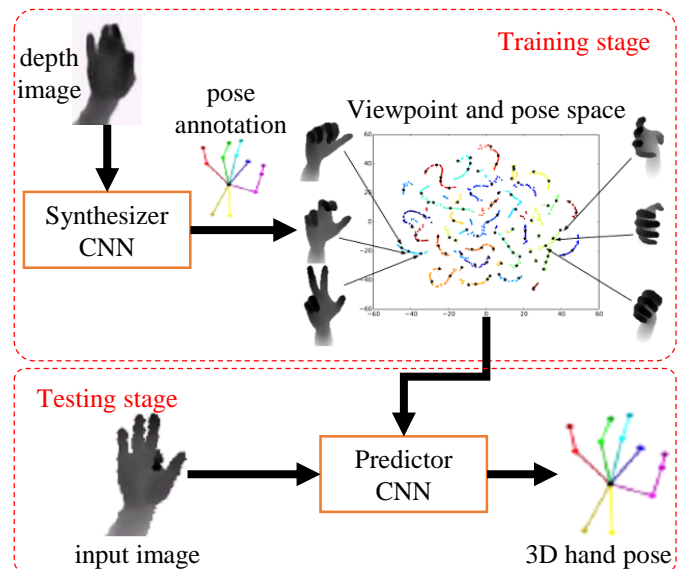 Training stage
depth
image
pose
annotation
Viewpoint and pose space
Synthesizer
CNN
60
40
20
0
−20
−40
−60
−60
−40
−20
0
20
40
60
Testing stage
Predictor
CNN
input image
3D hand pose